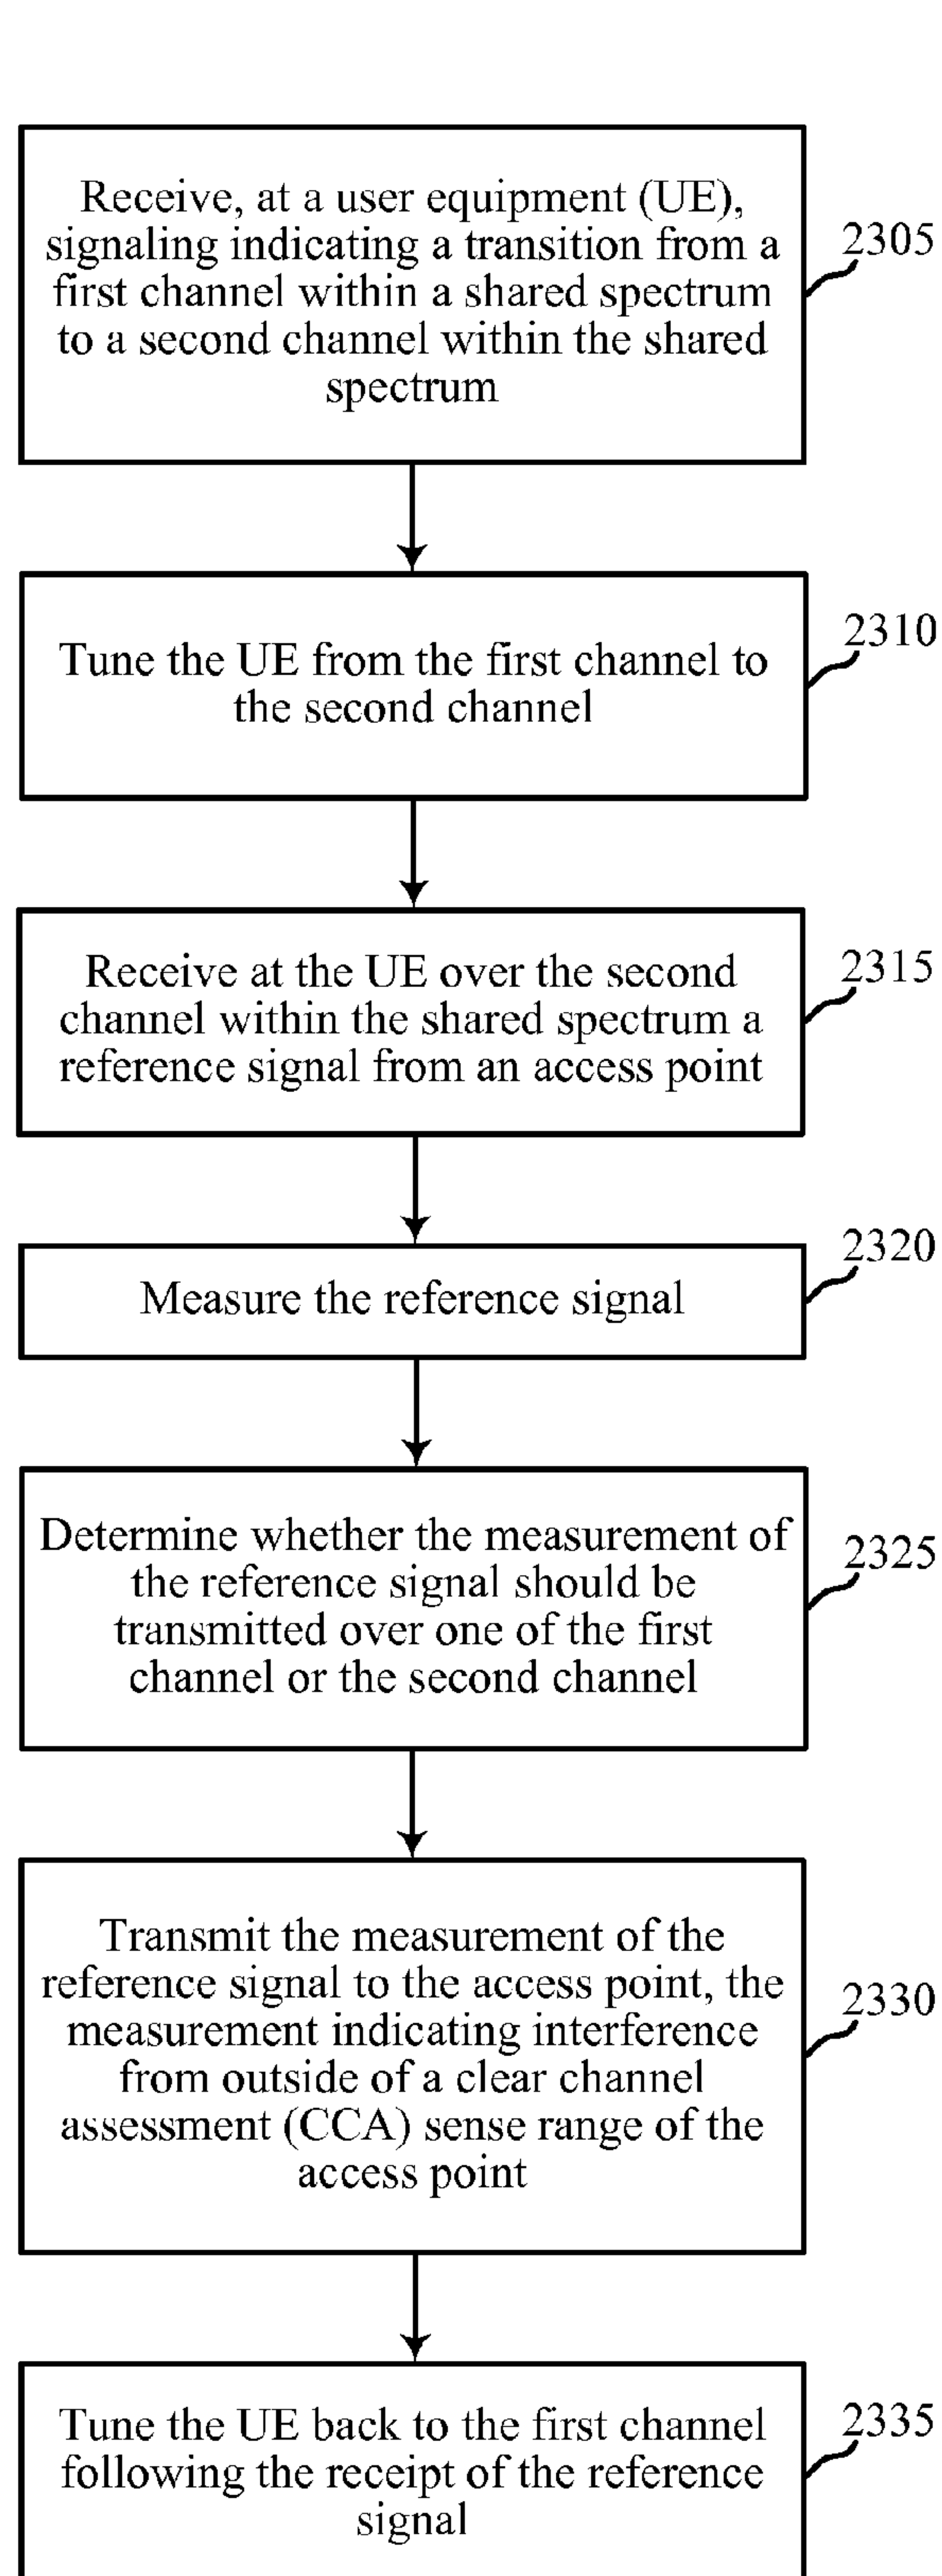 Receive, at a user equipment (UE),
signaling indicating a transition from a
first channel within a shared spectrum
to a second channel within the shared
spectrum
2305
Tune the UE from the first channel to
the second channel
2310
Receive at the UE over the second
channel within the shared spectrum a
reference signal from an access point
2315
Measure the reference signal
2320
Determine whether the measurement of
the reference signal should be
transmitted over one of the first
channel or the second channel
2325
Transmit the measurement of the
reference signal to the access point, the
measurement indicating interference
from outside of a clear channel
assessment (CCA) sense range of the
access point
2330
Tune the UE back to the first channel
following the receipt of the reference
signal
2335